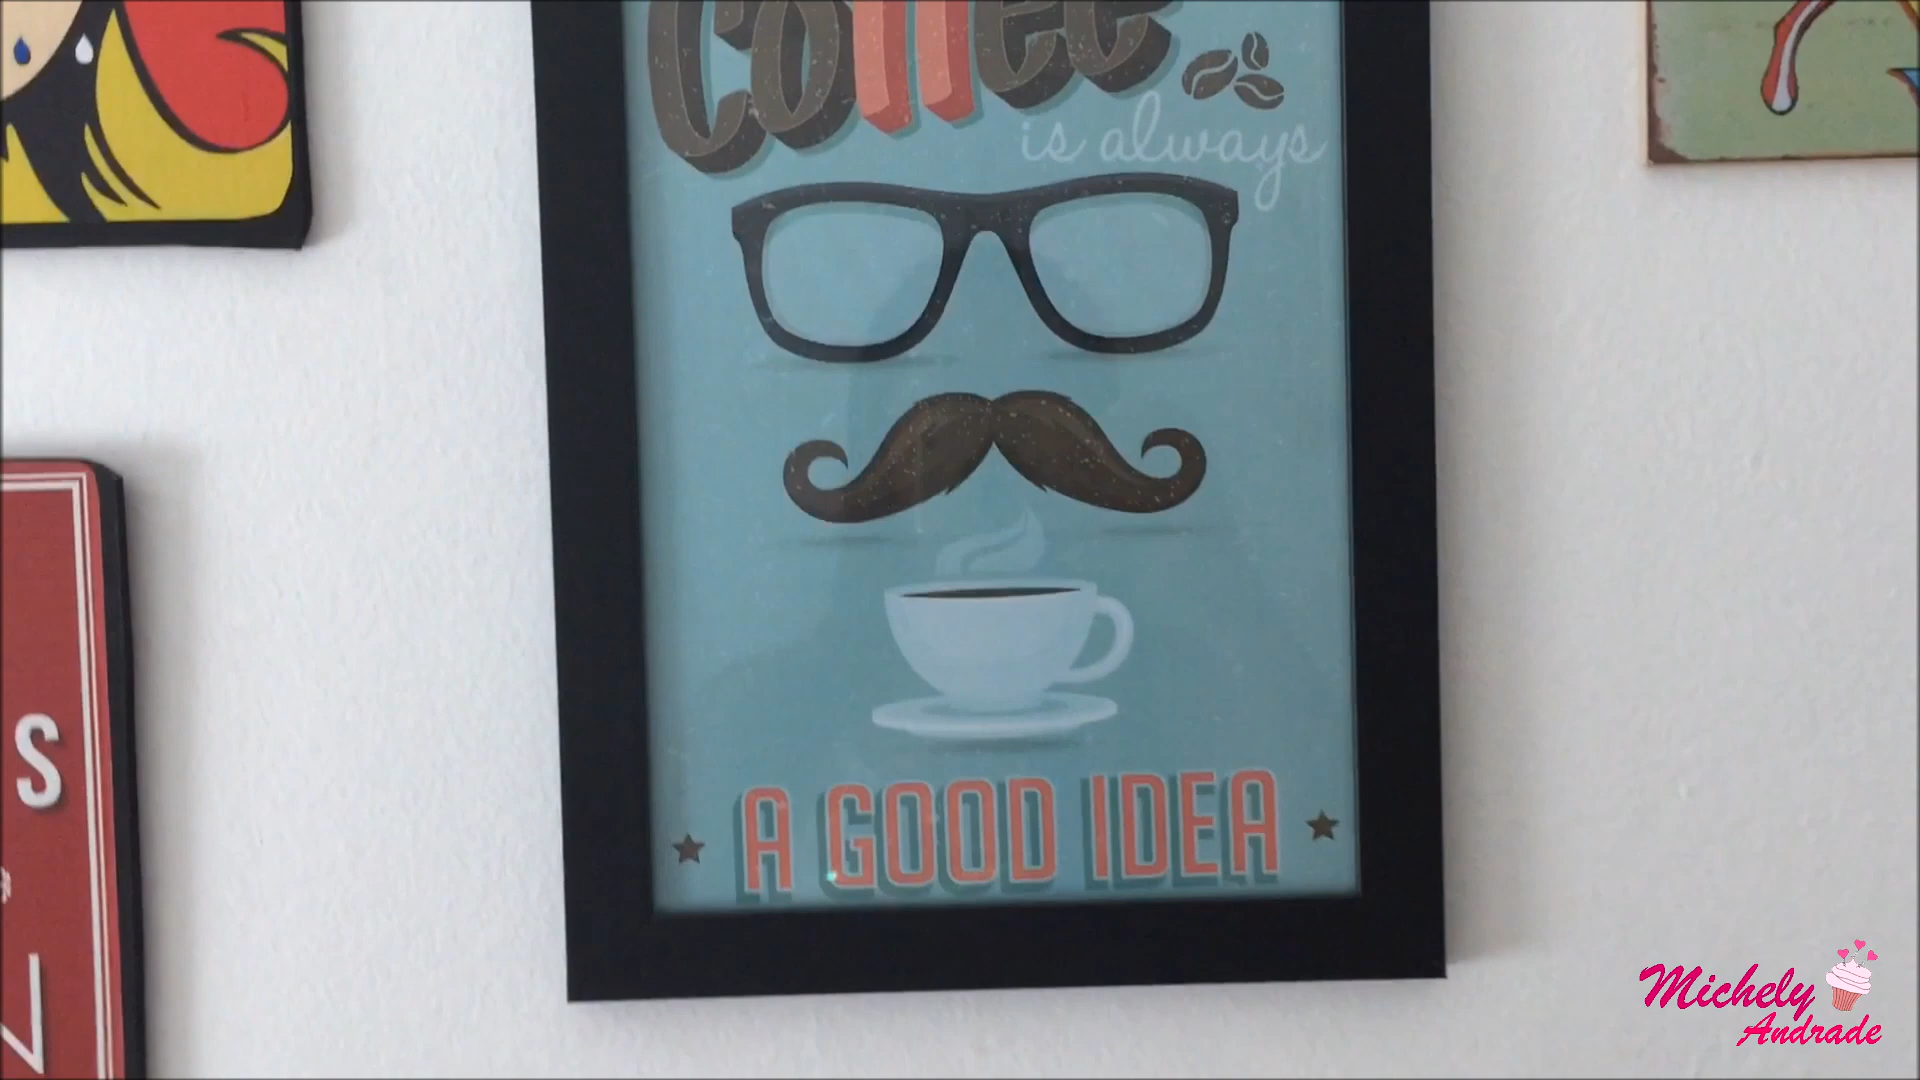 Coffee
is always
A GOOD IDEA
S
Michely
Andrade